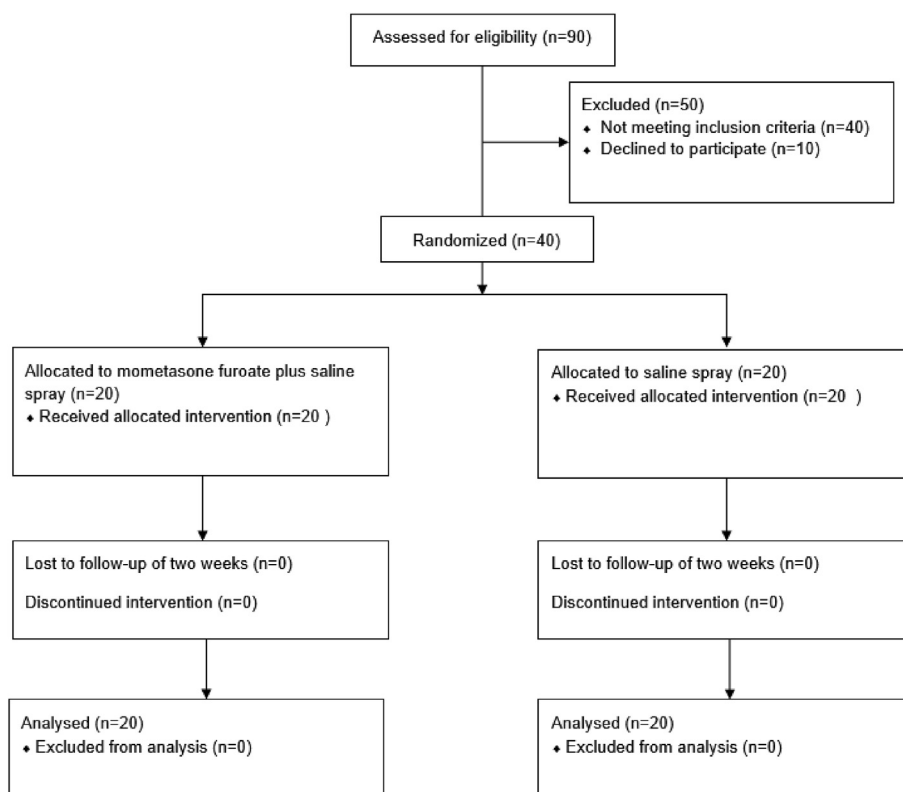 Assessed for eligibility (n=90)
Excluded (n=50)
♦ Not meeting inclusion criteria (n=40)
♦ Declined to participate (n=10)
Randomized (n=40)
Allocated to mometasone furoate plus saline
spray (n=20)
♦ Received allocated intervention (n=20 )
Allocated to saline spray (n=20)
♦ Received allocated intervention (n=20 )
Lost to follow-up of two weeks (n=0)
Discontinued intervention (n=0)
Lost to follow-up of two weeks (n=0)
Discontinued intervention (n=0)
Analysed (n=20)
♦ Excluded from analysis (n=0)
Analysed (n=20)
♦ Excluded from analysis (n=0)